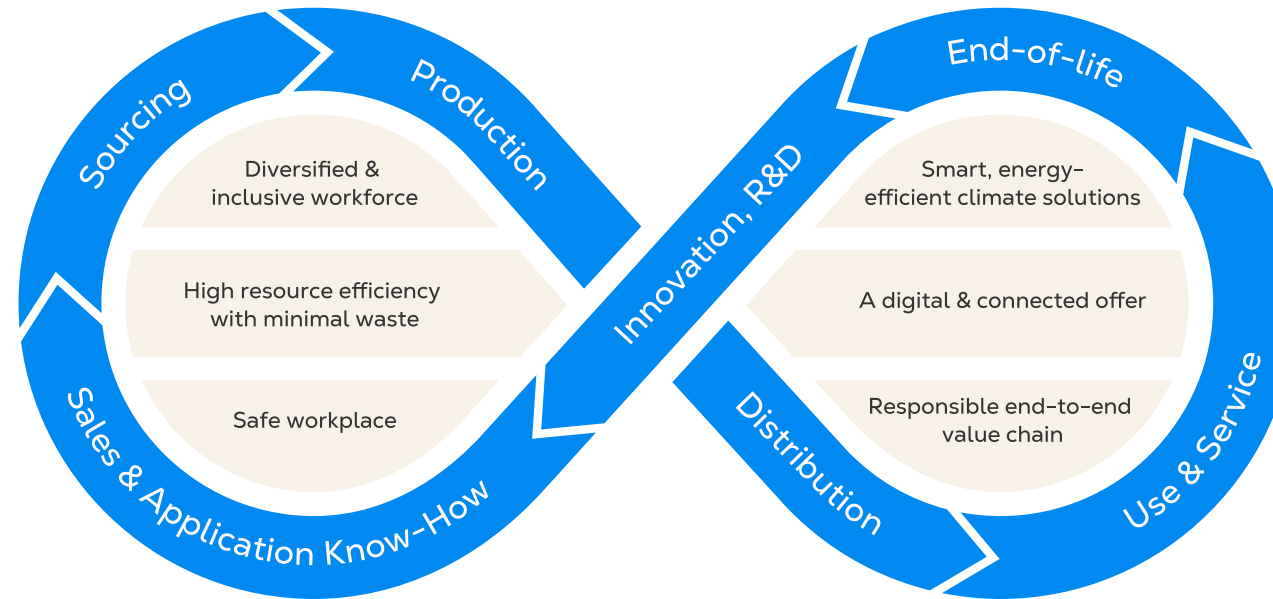 Sourcing
Production
Innovation, R&D
End-of-life
Diversified &
inclusive workforce
High resource efficiency
with minimal waste
Safe workplace
Smart, energy-
efficient climate solutions
A digital & connected offer
Responsible end-to-end
value chain
Sales & Application Know-How
Distribution
Use & Service